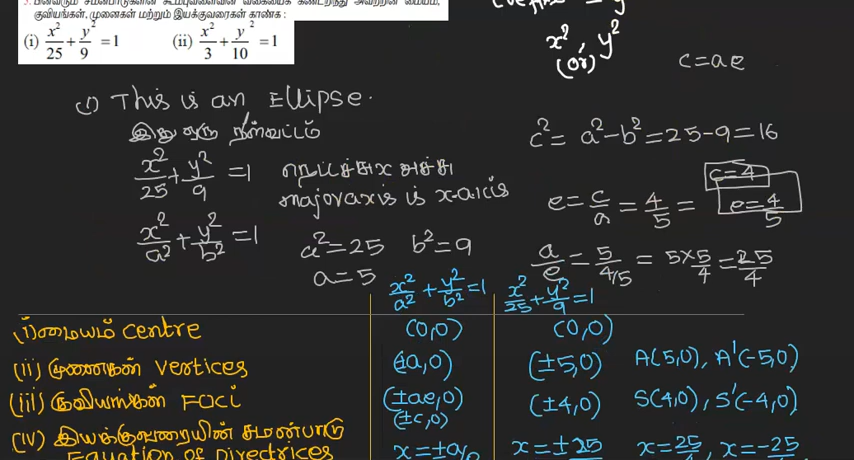 குவியங்கள், முனைகள் மற்றும் இயக்குவரைகள் காண்க :
(i) x²/25 + y²/9 = 1 (ii) x²/3 + y²/10 = 1
x², y²
(or)
c=ae
(i) This is an Ellipse.
இது ஒரு நீள்வட்டம்
x²/25 + y²/9 = 1 நெட்டச்சு x அச்சு
major axis is x-axis
x²/a² + y²/b² = 1 a²=25 b²=9
a=5
c² = a²-b² = 25-9 = 16
c=4
e = c/a = 4/5 = e=4/5
a/e = 5/4/5 = 5×5/4 = 25/4
x²/a² + y²/b² = 1 x²/25 + y²/9 = 1
(i) மையம் centre (0,0) (0,0)
(ii) முனைகள் vertices (±a,0) (±5,0) A(5,0), A'(-5,0)
(iii) குவியங்கள் Foci (±ae,0) (±4,0) S(4,0), S'(-4,0)
(±c,0)
(iv) இயக்குவரையின் சமன்பாடு
Equation of Directrices x=±a/e x=±25 x=25/4, x=-25